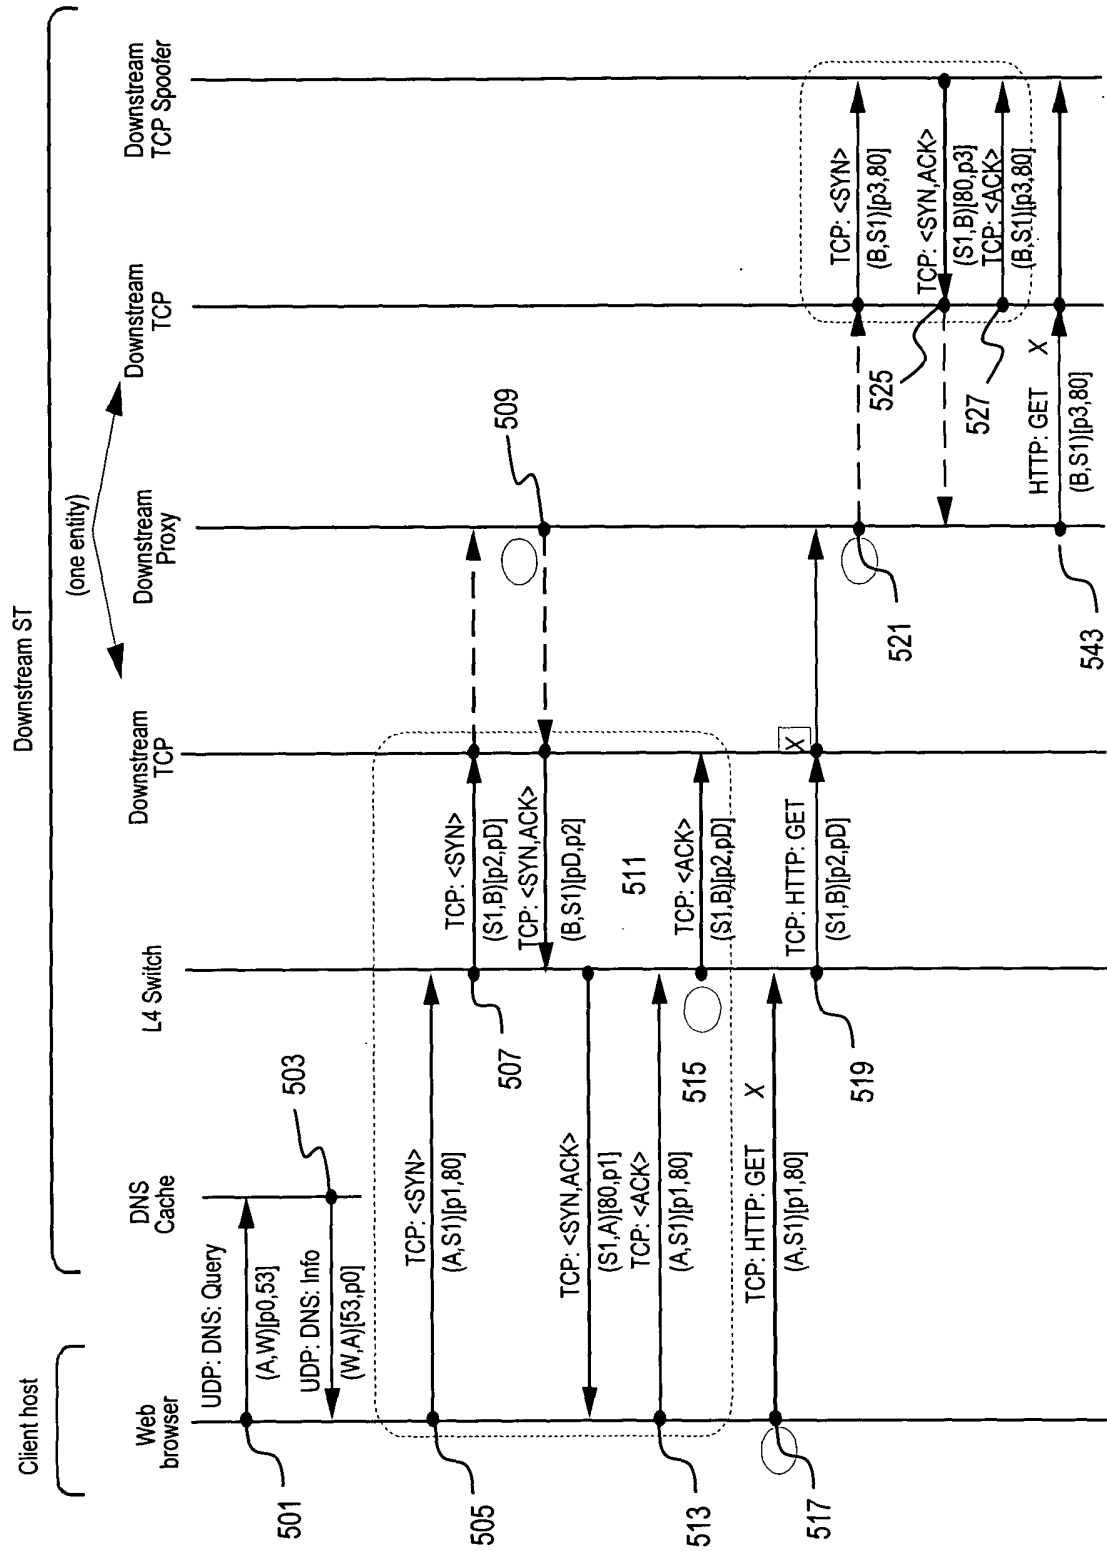 Client host
Downstream ST
(one entity)
Web
browser
DNS
Cache
L4 Switch
Downstream
TCP
Downstream
Proxy
Downstream
TCP
Downstream
TCP Spoofer
UDP: DNS: Query
(A,W)[p0,53]
501
503
UDP: DNS: Info
(W,A)[53,p0]
TCP: <SYN>
(A,S1)[p1,80]
505
507
TCP: <SYN>
(S1,B)[p2,pD]
509
TCP: <SYN,ACK>
(B,S1)[pD,p2]
511
TCP: <SYN,ACK>
(S1,A)[80,p1]
TCP: <ACK>
(A,S1)[p1,80]
513
515
TCP: <ACK>
(S1,B)[p2,pD]
TCP: HTTP: GET X
(A,S1)[p1,80]
517
519
TCP: HTTP: GET X
(S1,B)[p2,pD]
521
TCP: <SYN>
(B,S1)[p3,80]
525
TCP: <SYN,ACK>
(S1,B)[80,p3]
527
TCP: <ACK>
(B,S1)[p3,80]
HTTP: GET X
(B,S1)[p3,80]
543